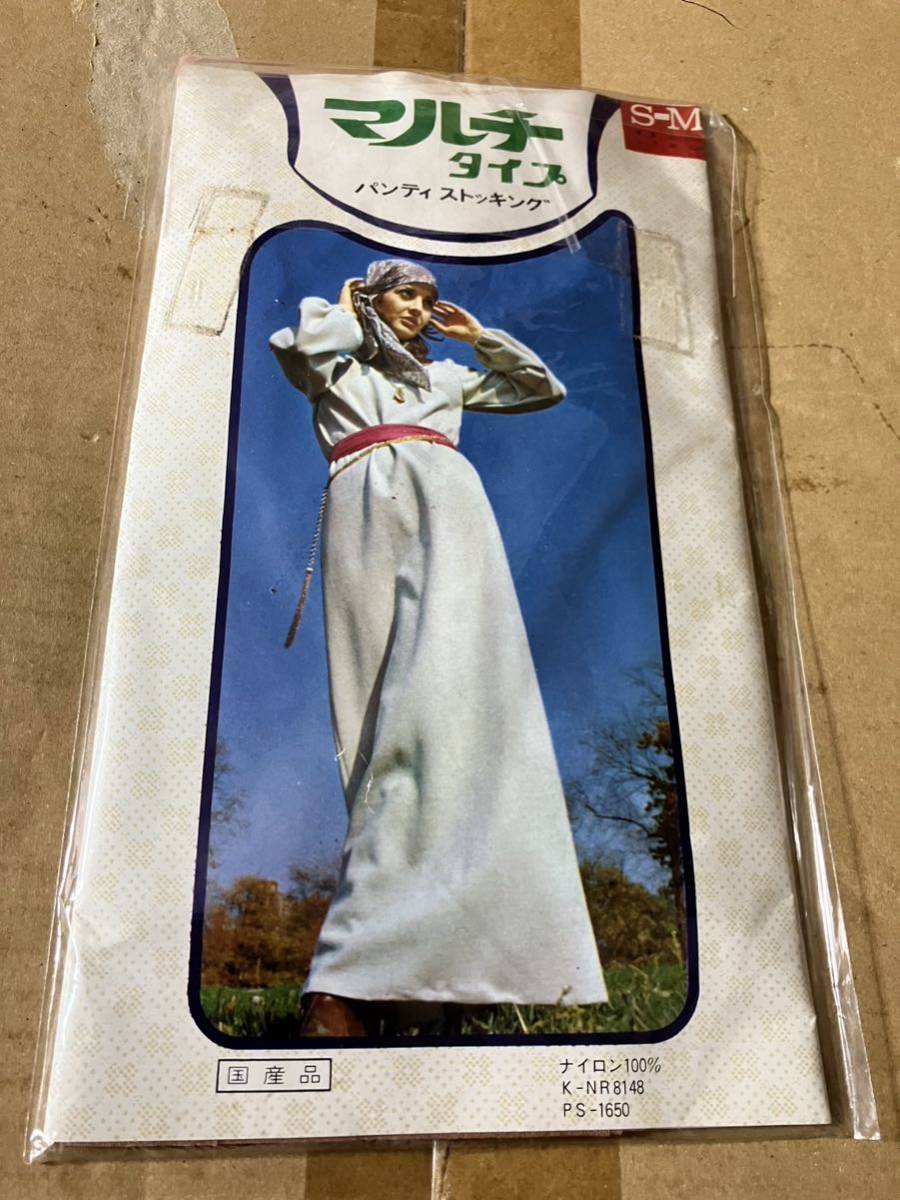 マルチー
タイプ
パンティストッキング
S-M
国産品
ナイロン100%
K-NR8148
PS-1650